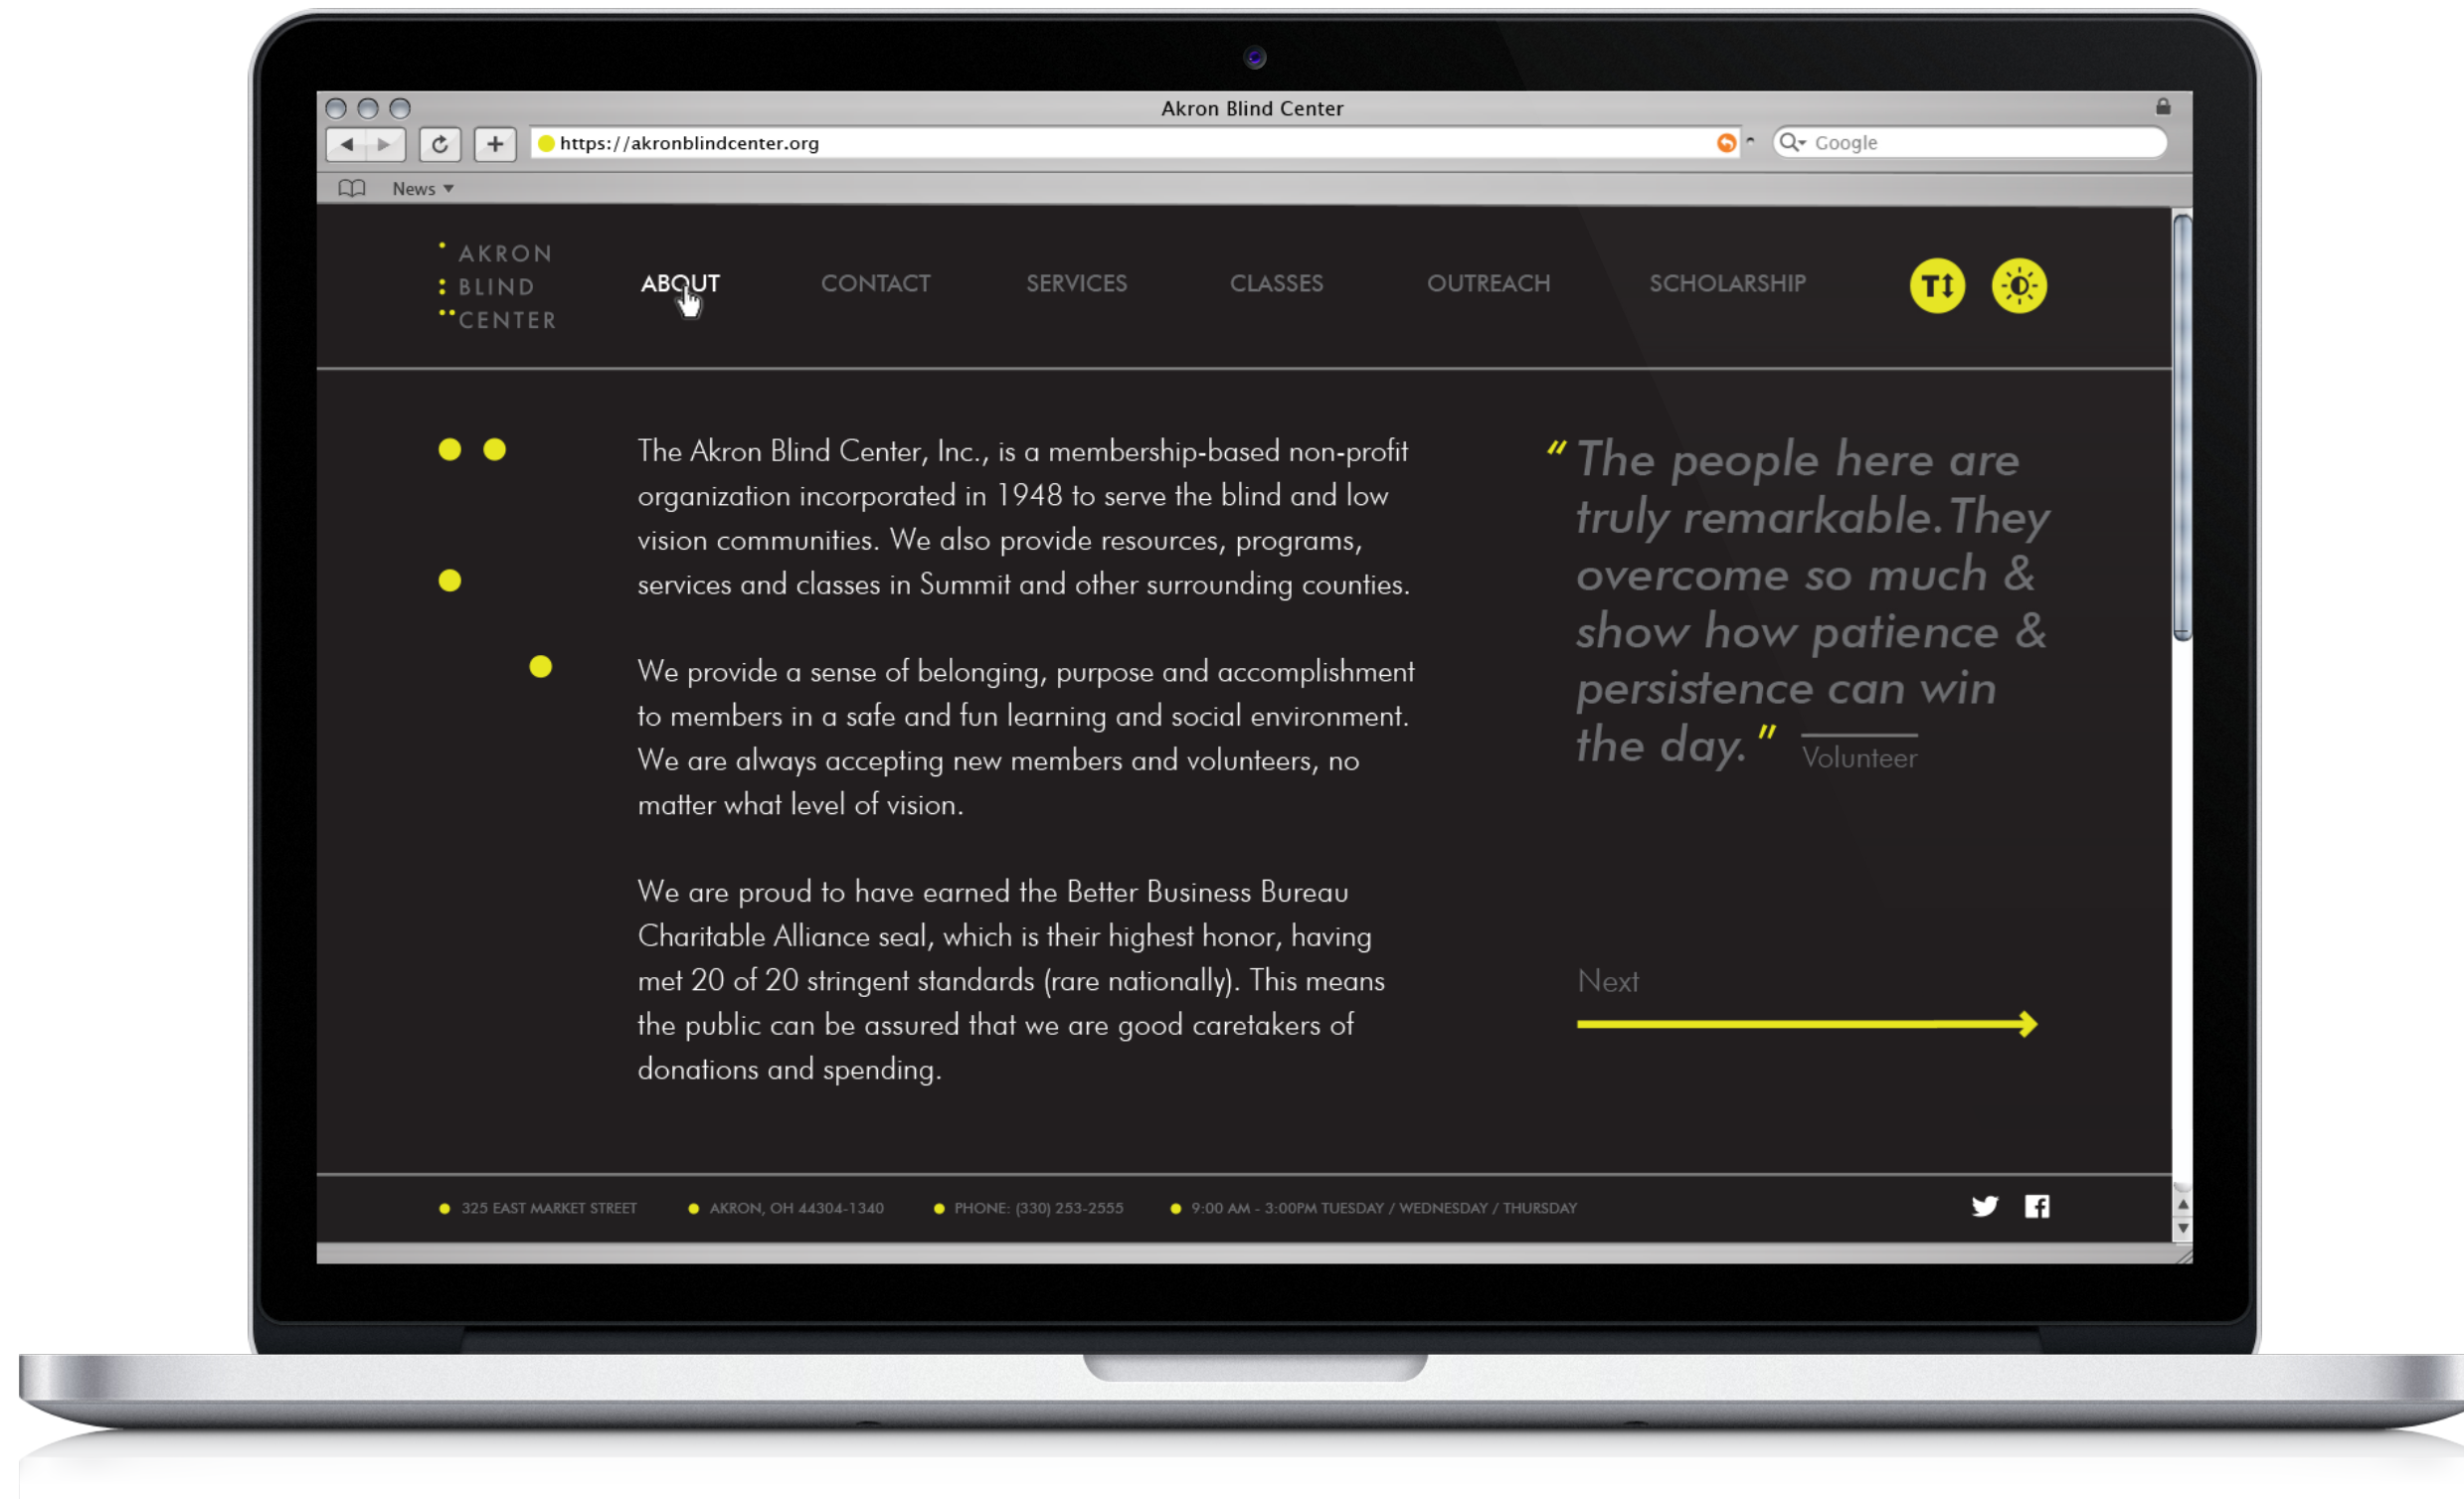 Akron Blind Center
https://akronblindcenter.org
Google
News
AKRON
BLIND
CENTER
ABOUT
CONTACT
SERVICES
CLASSES
OUTREACH
SCHOLARSHIP
T
The Akron Blind Center, Inc., is a membership-based non-profit
organization incorporated in 1948 to serve the blind and low
vision communities. We also provide resources, programs,
services and classes in Summit and other surrounding counties.
We provide a sense of belonging, purpose and accomplishment
to members in a safe and fun learning and social environment.
We are always accepting new members and volunteers, no
matter what level of vision.
We are proud to have earned the Better Business Bureau
Charitable Alliance seal, which is their highest honor, having
met 20 of 20 stringent standards (rare nationally). This means
the public can be assured that we are good caretakers of
donations and spending.
"The people here are
truly remarkable. They
overcome so much &
show how patience &
persistence can win
the day."
Volunteer
Next
325 EAST MARKET STREET
AKRON, OH 44304-1340
PHONE: (330) 253-2555
9:00 AM - 3:00PM TUESDAY / WEDNESDAY / THURSDAY